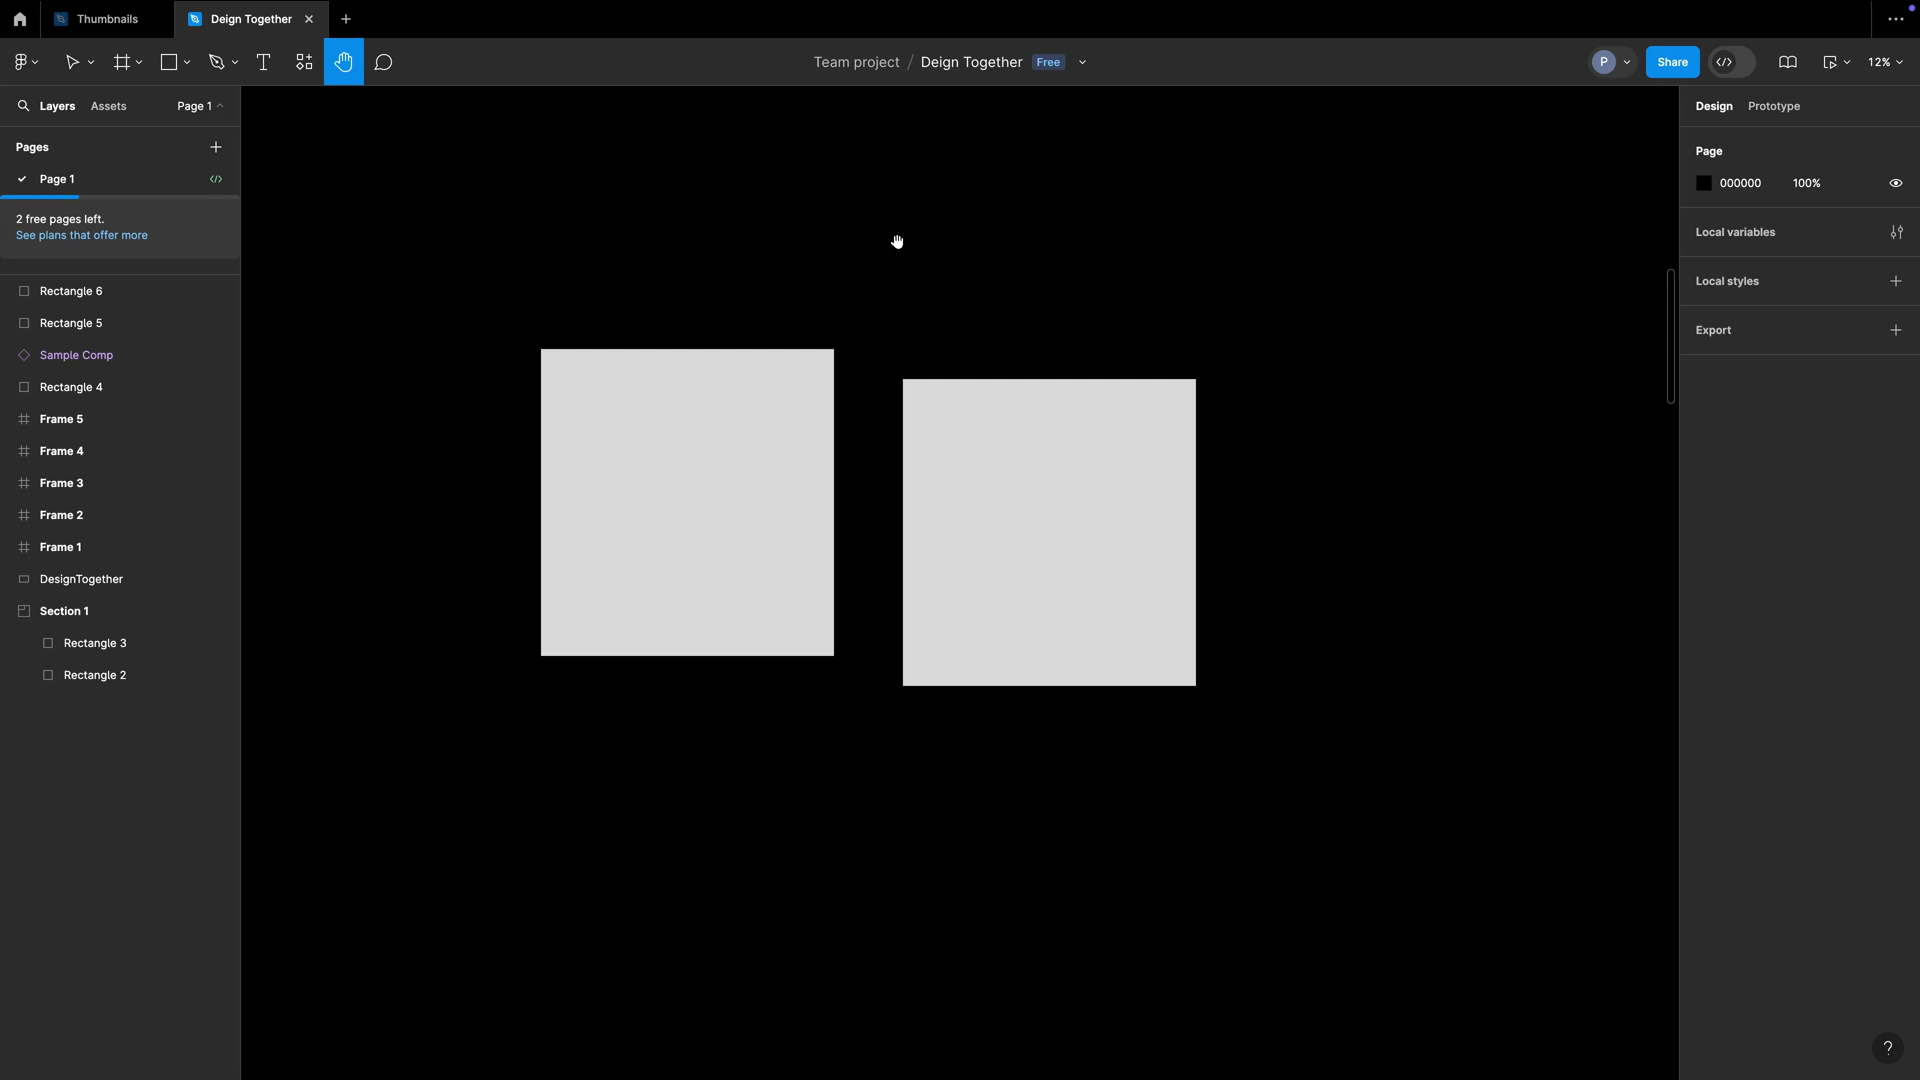 Thumbnails
Deign Together
Team project / Deign Together Free
P
Share
12%
Layers Assets Page 1
Pages
Page 1
2 free pages left.
See plans that offer more
Rectangle 6
Rectangle 5
Sample Comp
Rectangle 4
Frame 5
Frame 4
Frame 3
Frame 2
Frame 1
DesignTogether
Section 1
Rectangle 3
Rectangle 2
Design Prototype
Page
000000 100%
Local variables
Local styles
Export
?